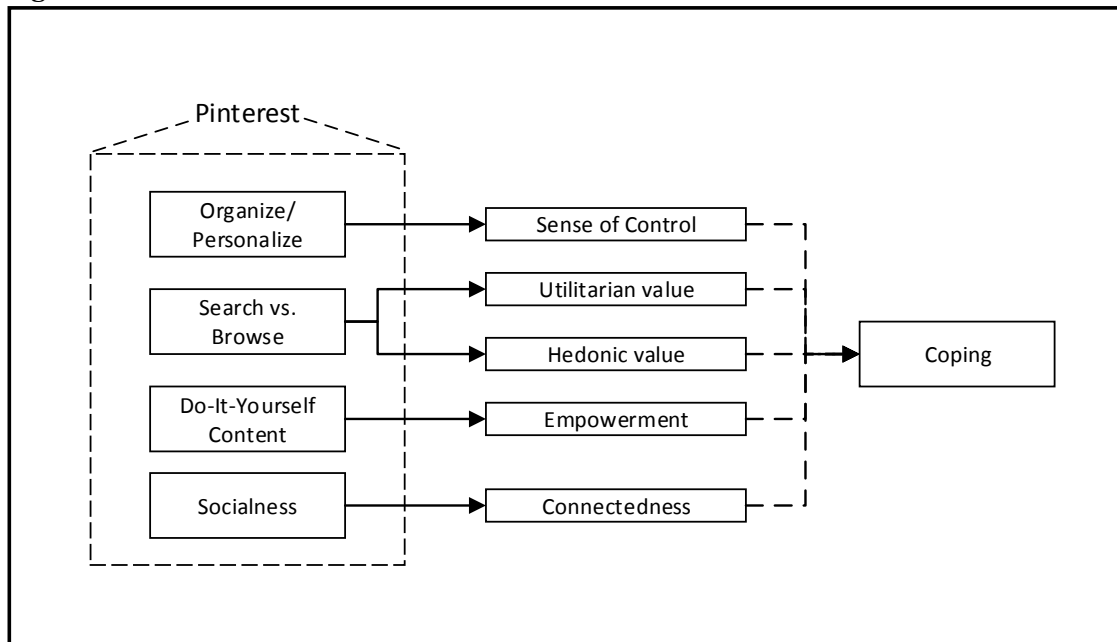 Pinterest
Organize/
Personalize
Sense of Control
Search vs.
Browse
Utilitarian value
Hedonic value
Coping
Do-It-Yourself
Content
Empowerment
Socialness
Connectedness